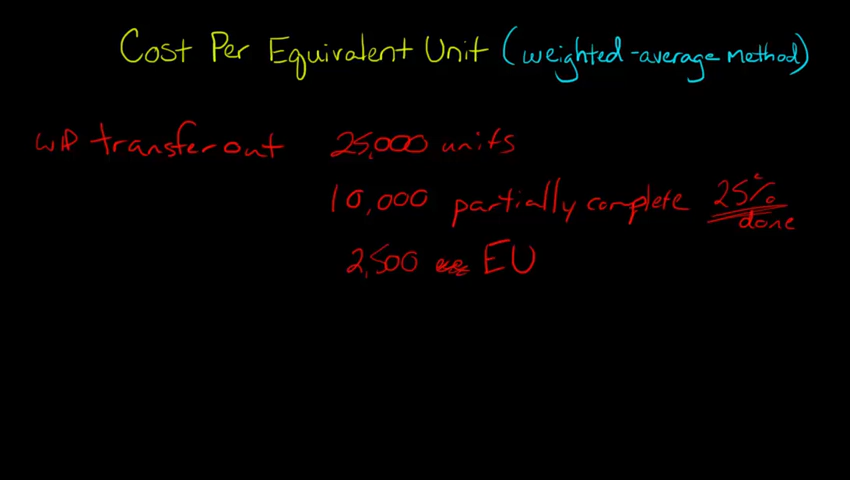 Cost Per Equivalent Unit (weighted-average method)
WIP transfer out 25,000 units
10,000 partially complete 25% done
2,500 EU